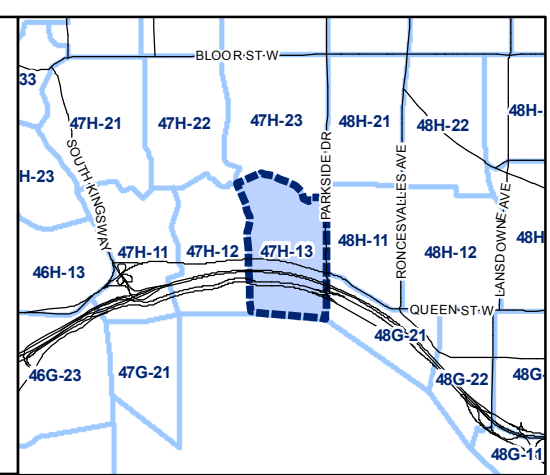 BLOOR ST W
33
47H-21
47H-22
47H-23
48H-21
48H-22
48H-
SOUTH KINGSWAY
PARKSIDE DR
RONCESVALLES AVE
LANSDOWNE AVE
H-23
46H-13
47H-11
47H-12
47H-13
48H-11
48H-12
48H
QUEEN ST W
48G-21
46G-23
47G-21
48G-22
48G-
48G-11